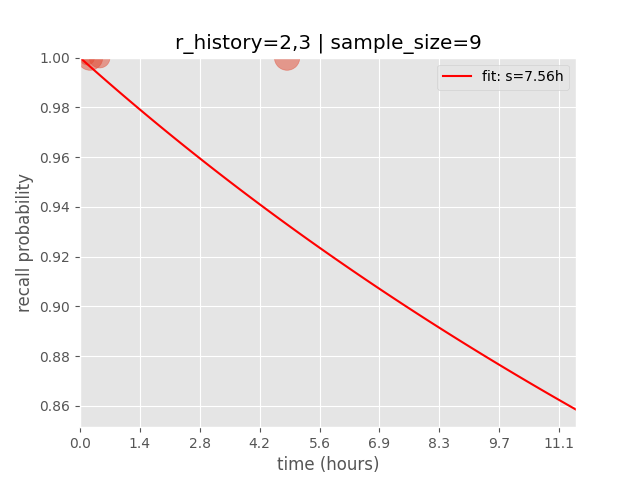 r_history=2,3 | sample_size=9
fit: s=7.56h
1.00
0.98
0.96
0.94
0.92
0.90
0.88
0.86
recall probability
0.0 1.4 2.8 4.2 5.6 6.9 8.3 9.7 11.1
time (hours)